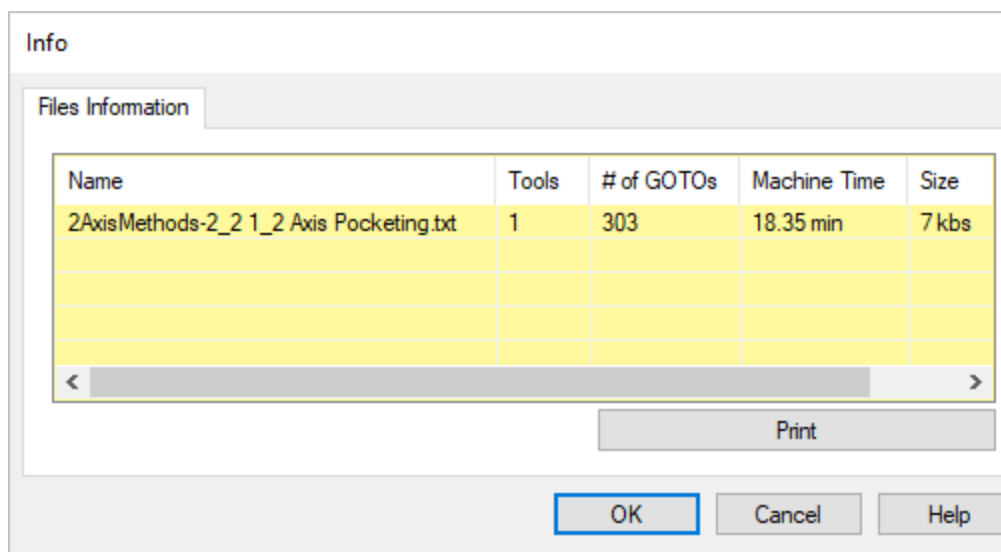 Info
Files Information
Name Tools # of GOTOs Machine Time Size
2AxisMethods-2_2 1_2 Axis Pocketing.txt 1 303 18.35 min 7 kbs
Print
OK Cancel Help